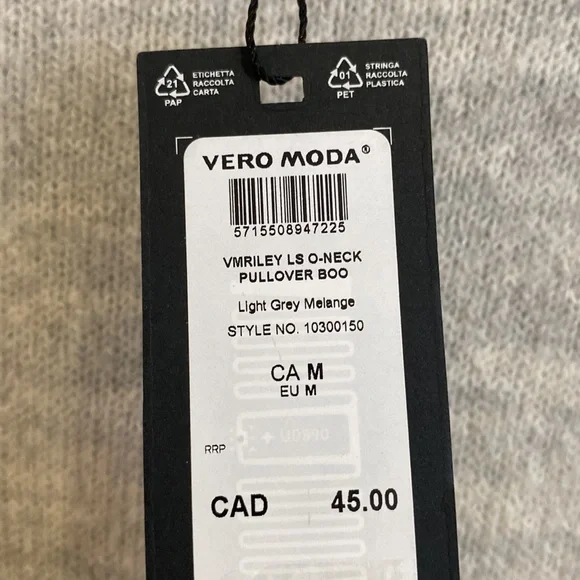 21
PAP
ETICHETTA
RACCOLTA
CARTA
01
PET
STRINGA
RACCOLTA
PLASTICA
VERO MODA®
5715508947225
VMRILEY LS O-NECK
PULLOVER BOO
Light Grey Melange
STYLE NO. 10300150
CA M
EU M
RRP
CAD 45.00